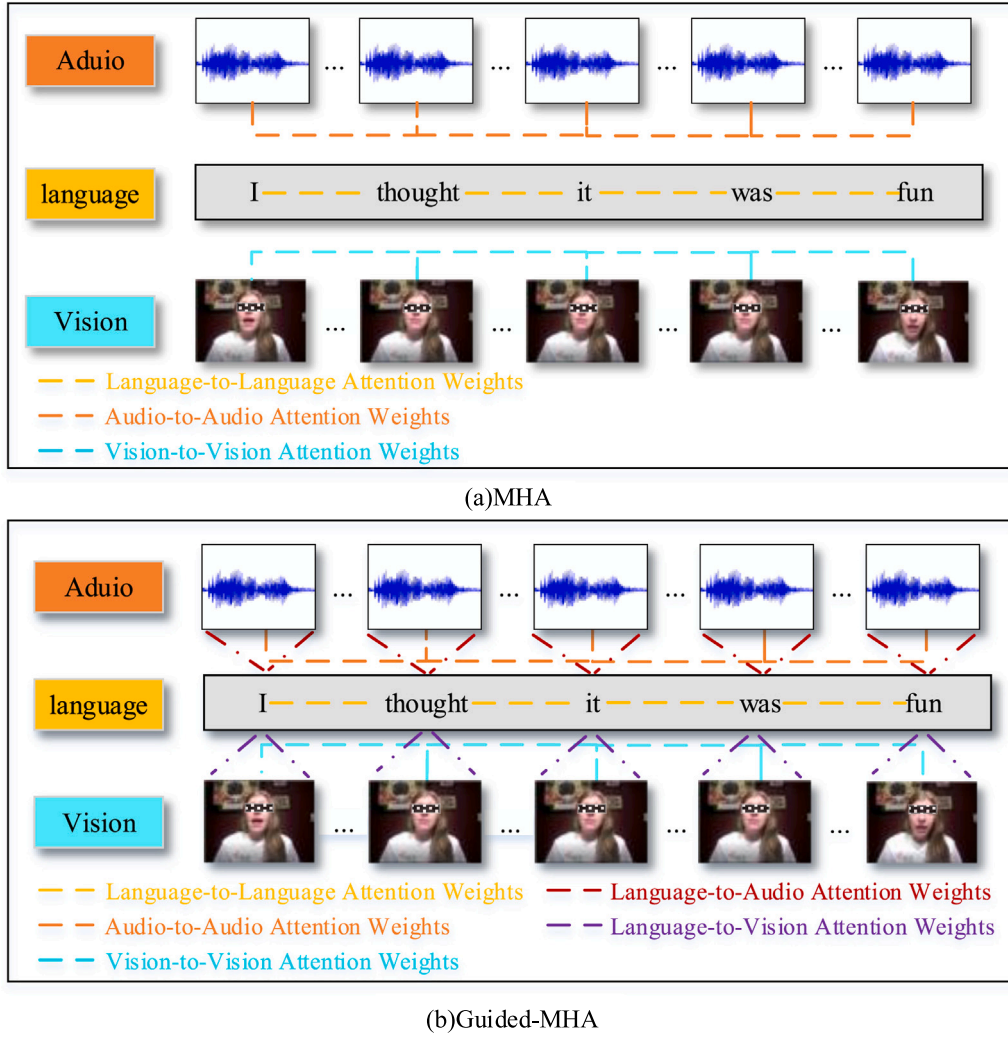 Aduio
... ... ... ...
language
I thought it was fun
Vision
... ... ... ...
Language-to-Language Attention Weights
Audio-to-Audio Attention Weights
Vision-to-Vision Attention Weights
(a)MHA
Aduio
... ... ... ...
language
I thought it was fun
Vision
... ... ... ...
Language-to-Language Attention Weights
Language-to-Audio Attention Weights
Audio-to-Audio Attention Weights
Language-to-Vision Attention Weights
Vision-to-Vision Attention Weights
(b)Guided-MHA